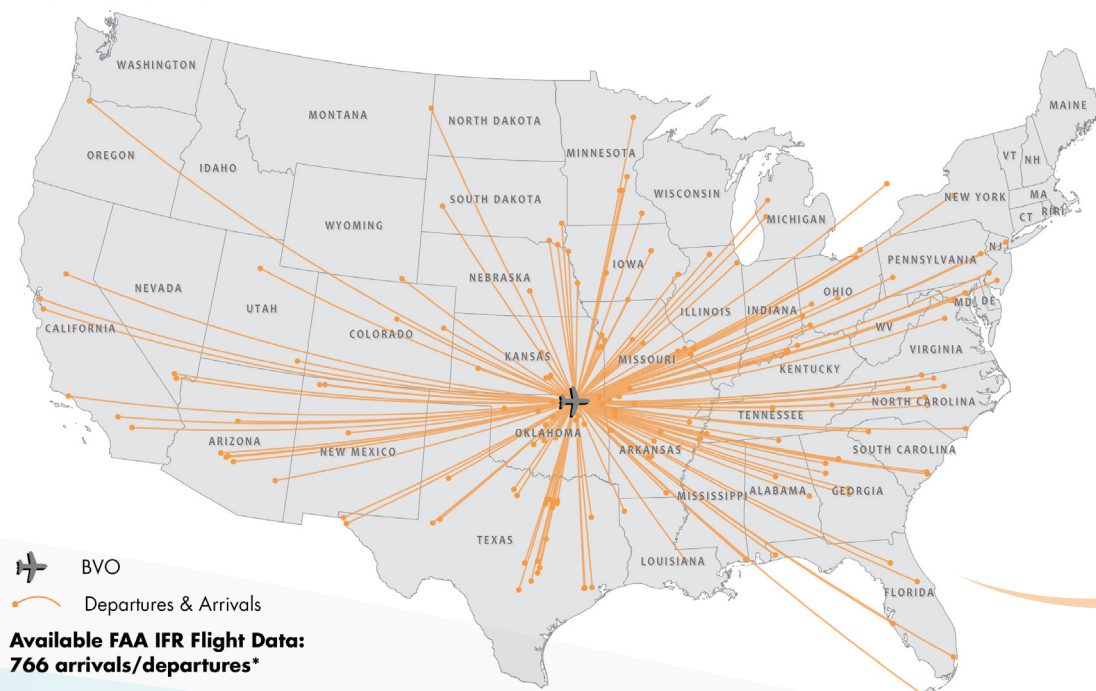 WASHINGTON
MAINE
MONTANA
NORTH DAKOTA
MINNESOTA
OREGON
IDAHO
VT
NH
WISCONSIN
SOUTH DAKOTA
MICHIGAN
NEW YORK
MA
WYOMING
CT
RI
RI
NJ
PENNSYLVANIA
IOWA
NEBRASKA
NEVADA
OHIO
UTAH
ILLINOIS
INDIANA
MD
DE
CALIFORNIA
COLORADO
WV
KANSAS
MISSOURI
VIRGINIA
KENTUCKY
NORTH CAROLINA
TENNESSEE
OKLAHOMA
ARIZONA
NEW MEXICO
ARKANSAS
SOUTH CAROLINA
MISSISSIPPI
ALABAMA
GEORGIA
TEXAS
LOUISIANA
FLORIDA
BVO
Departures & Arrivals
Available FAA IFR Flight Data:
766 arrivals/departures*